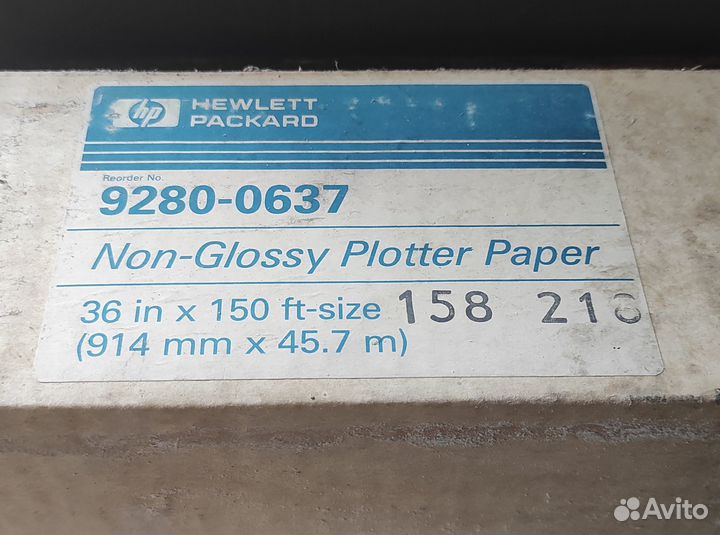 hp HEWLETT
PACKARD
Reorder No.
9280-0637
Non-Glossy Plotter Paper
36 in x 150 ft-size 158
(914 mm x 45.7 m)
Avito